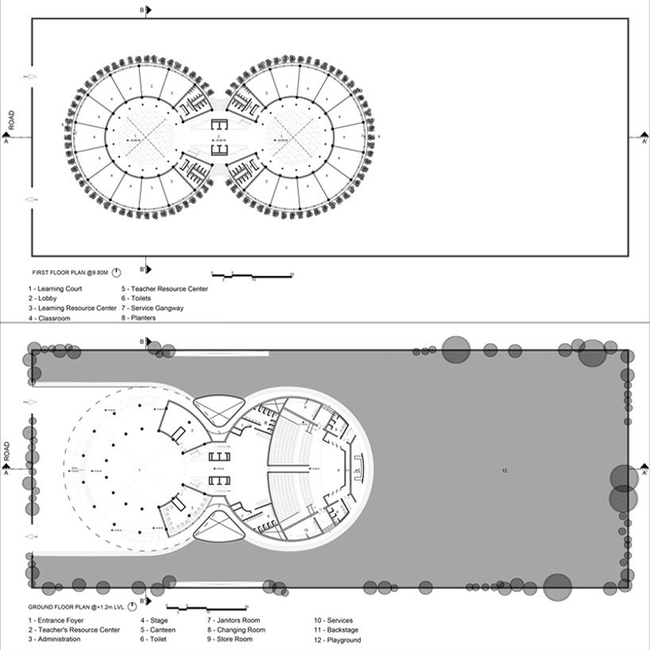 B
ROAD
A
A'
B'
FIRST FLOOR PLAN @9.80M
1 - Learning Court
2 - Lobby
3 - Learning Resource Center
4 - Classroom
5 - Teacher Resource Center
6 - Toilets
7 - Service Gangway
8 - Planters
B
ROAD
A
A'
12
B'
GROUND FLOOR PLAN @+1.2m LVL.
1 - Entrance Foyer
2 - Teacher's Resource Center
3 - Administration
4 - Stage
5 - Canteen
6 - Toilet
7 - Janitors Room
8 - Changing Room
9 - Store Room
10 - Services
11 - Backstage
12 - Playground